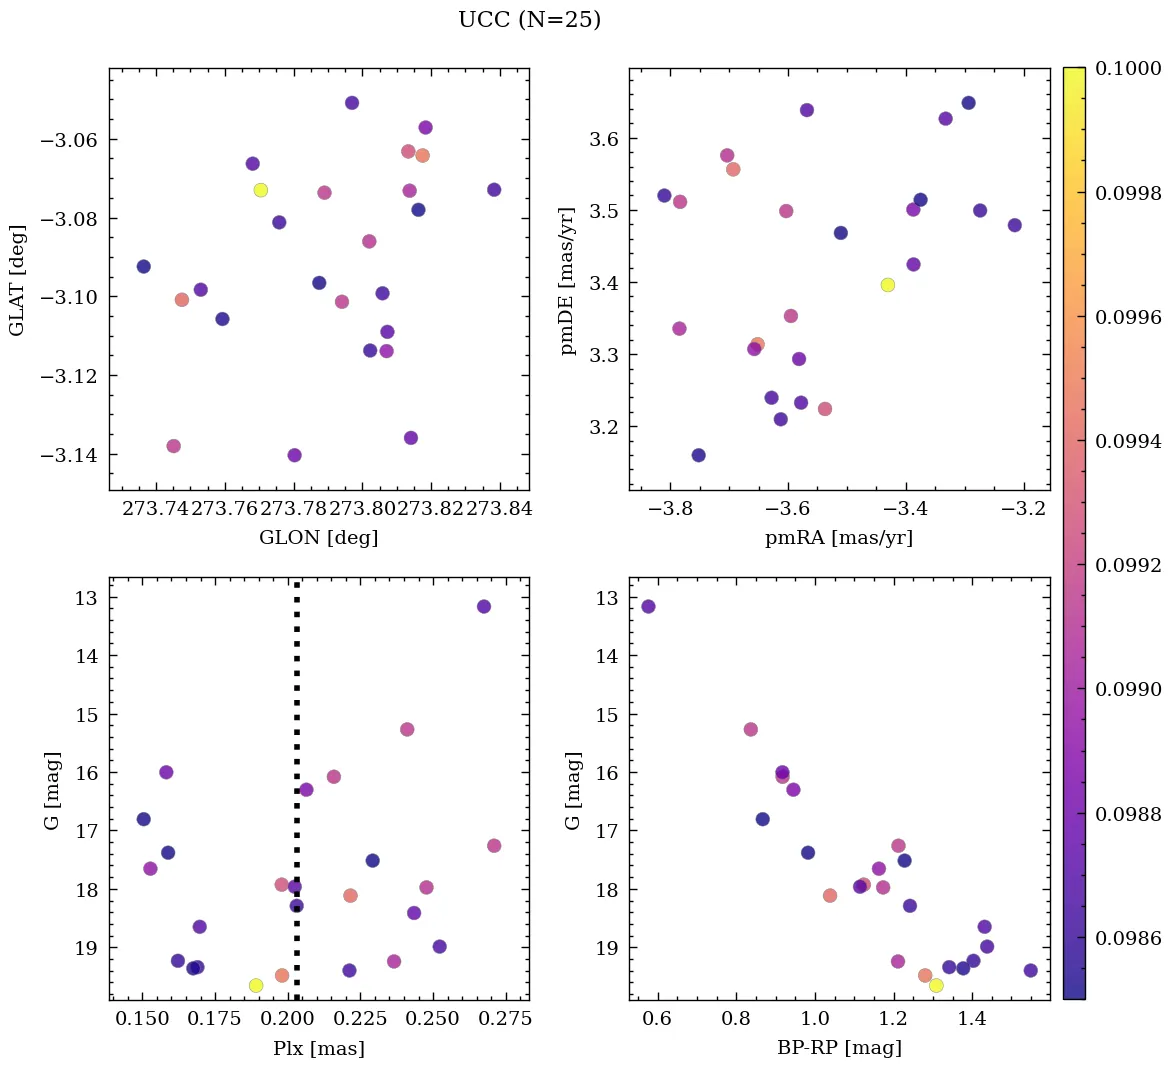 UCC (N=25)
−3.06
−3.08
−3.10
−3.12
−3.14
GLAT [deg]
273.74 273.76 273.78 273.80 273.82 273.84
GLON [deg]
3.6
3.5
3.4
3.3
3.2
pmDE [mas/yr]
−3.8 −3.6 −3.4 −3.2
pmRA [mas/yr]
13
14
15
16
17
18
19
G [mag]
0.150 0.175 0.200 0.225 0.250 0.275
Plx [mas]
13
14
15
16
17
18
19
G [mag]
0.6 0.8 1.0 1.2 1.4
BP-RP [mag]
0.1000
0.0998
0.0996
0.0994
0.0992
0.0990
0.0988
0.0986